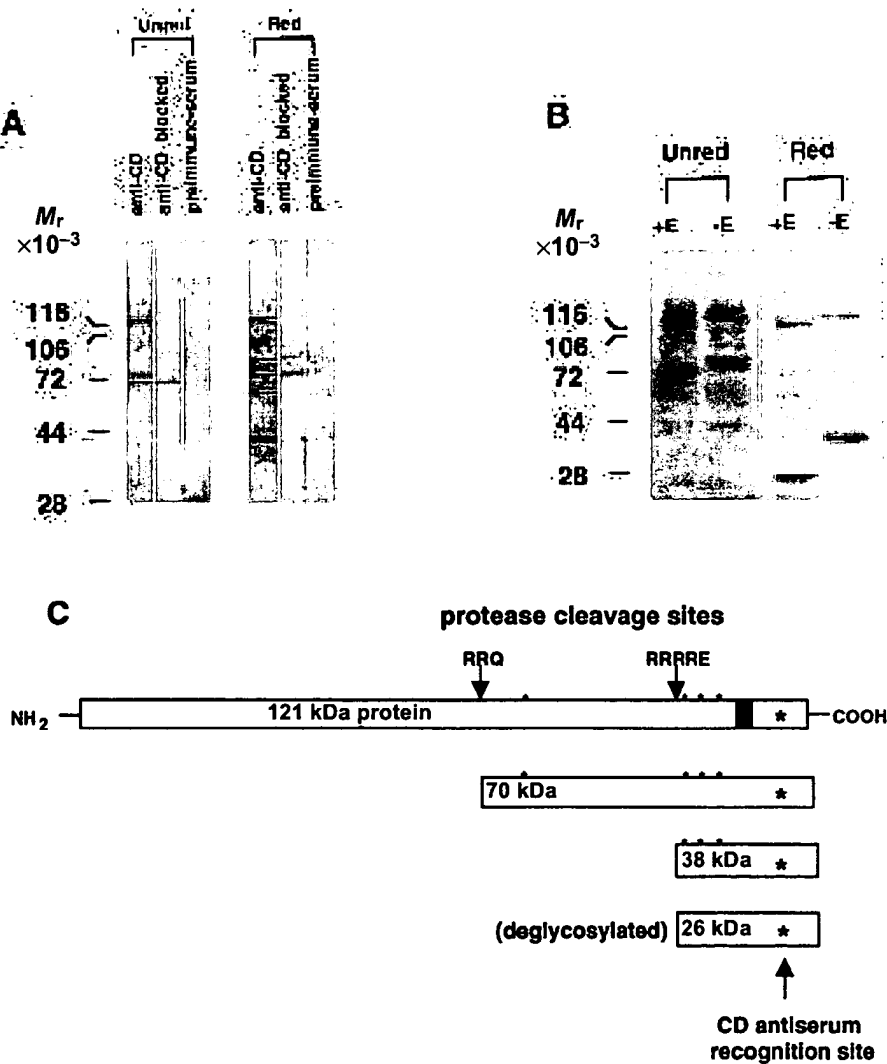 A
Unred
Red
anti-CD
anti-CD blocked
preimmune-serum
anti-CD
anti-CD blocked
preimmune-serum
Mr
×10−3
116
106
72
44
28
B
Unred
Red
Mr
×10−3
+E
-E
+E
-E
116
106
72
44
28
C
protease cleavage sites
RRQ
RRRRE
NH2
121 kDa protein
*
COOH
70 kDa
*
38 kDa
*
(deglycosylated)
26 kDa
*
CD antiserum
recognition site